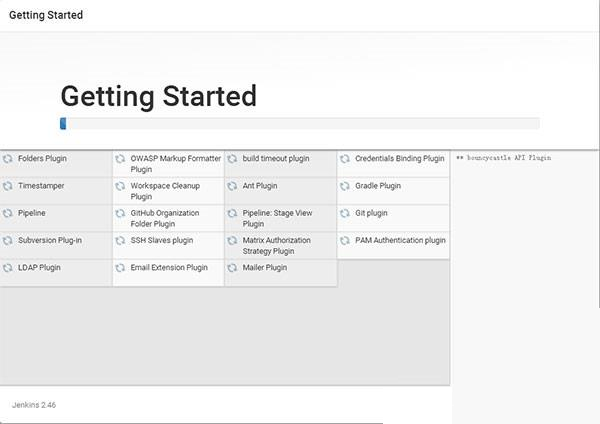 Getting Started
Getting Started
Folders Plugin
OWASP Markup Formatter
Plugin
build timeout plugin
Credentials Binding Plugin
** bouncycastle API Plugin
Timestamper
Workspace Cleanup
Plugin
Ant Plugin
Gradle Plugin
Pipeline
GitHub Organization
Folder Plugin
Pipeline: Stage View
Plugin
Git plugin
Subversion Plug-in
SSH Slaves plugin
Matrix Authorization
Strategy Plugin
PAM Authentication plugin
LDAP Plugin
Email Extension Plugin
Mailer Plugin
Jenkins 2.46